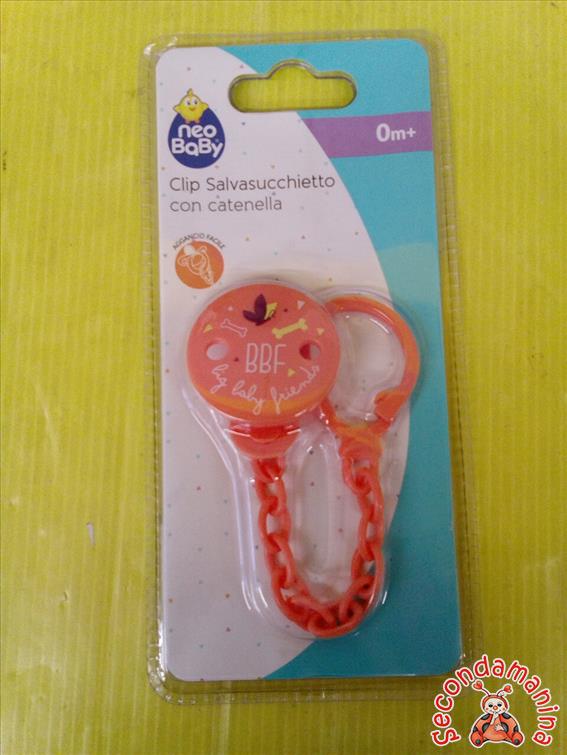 neo
BaBy
0m+
Clip Salvasucchietto
con catenella
AGGANCIO FACILE
BBF
big baby friends
Secondamanina